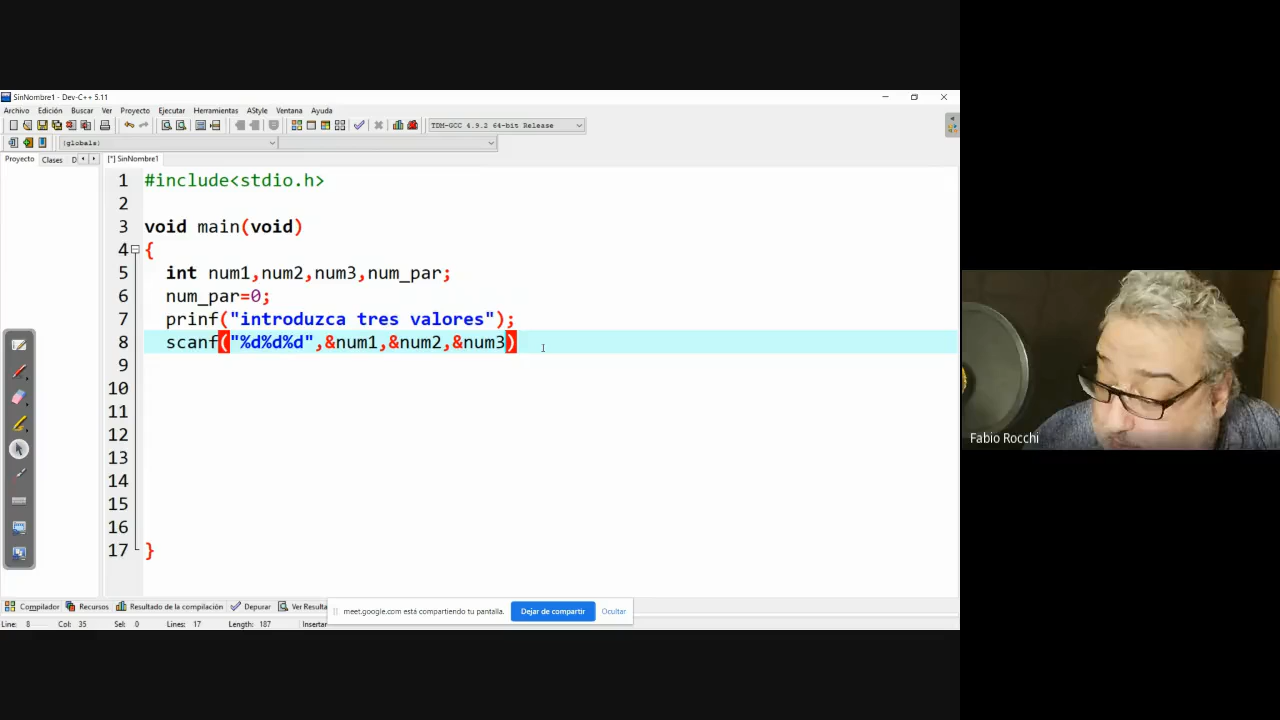 SinNombre1 - Dev-C++ 5.11
Archivo Edición Buscar Ver Proyecto Ejecutar Herramientas AStyle Ventana Ayuda
TDM-GCC 4.9.2 64-bit Release
(globals)
Proyecto Clases D [*] SinNombre1
1 #include<stdio.h>
2
3 void main(void)
4 {
5 int num1,num2,num3,num_par;
6 num_par=0;
7 prinf("introduzca tres valores");
8 scanf("%d%d%d",&num1,&num2,&num3)
9
10
11
12
13
14
15
16
17 }
Fabio Rocchi
Compilador Recursos Resultado de la compilación Depurar Ver Resulta
meet.google.com está compartiendo tu pantalla. Dejar de compartir Ocultar
Line: 8 Col: 35 Sel: 0 Lines: 17 Length: 187 Insertar